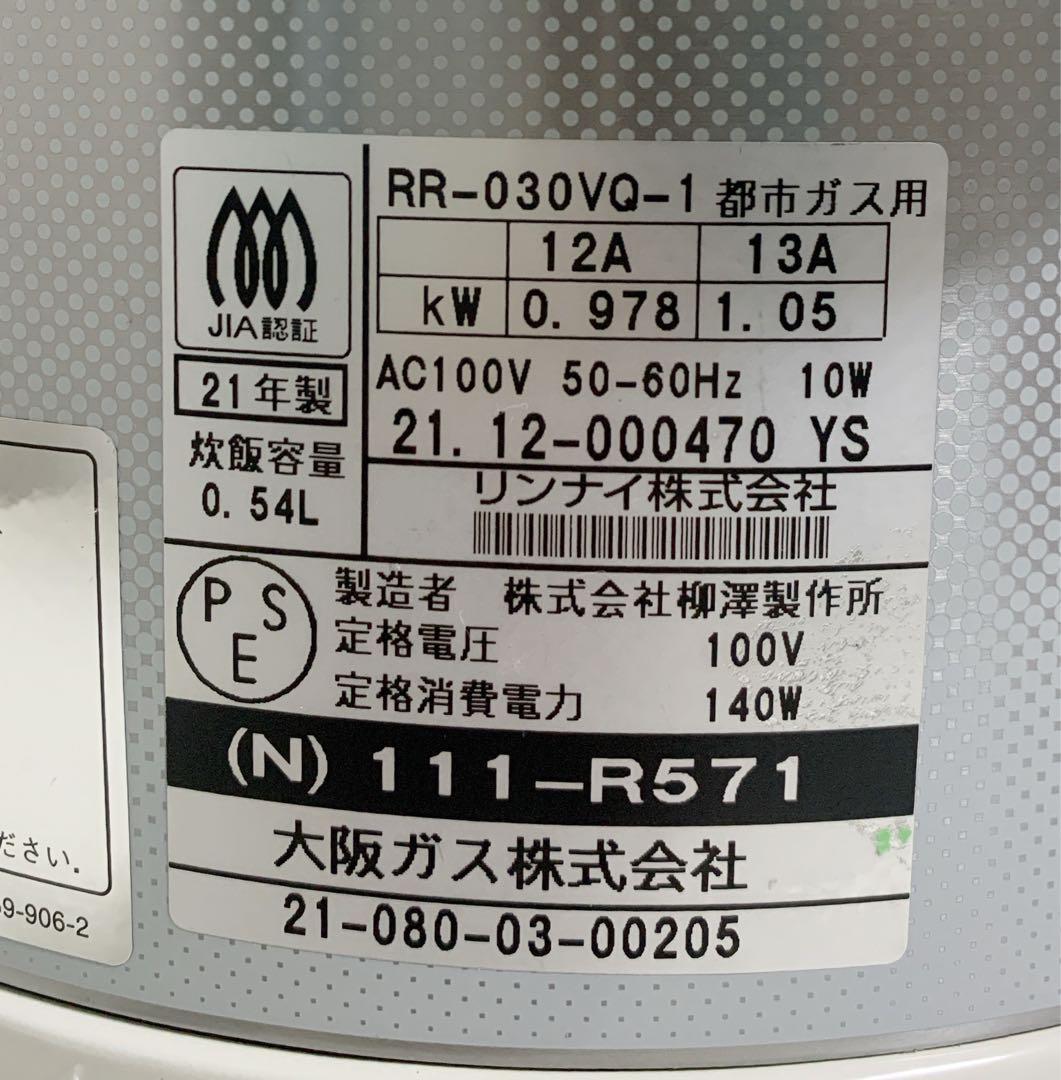 RR-030VQ-1 都市ガス用
12A 13A
kW 0.978 1.05
JIA認証
21年製
炊飯容量
0.54L
AC100V 50-60Hz 10W
21.12-000470 YS
リンナイ株式会社
PSE
製造者 株式会社柳澤製作所
定格電圧 100V
定格消費電力 140W
(N) 111-R571
大阪ガス株式会社
21-080-03-00205
ださい.
9-906-2